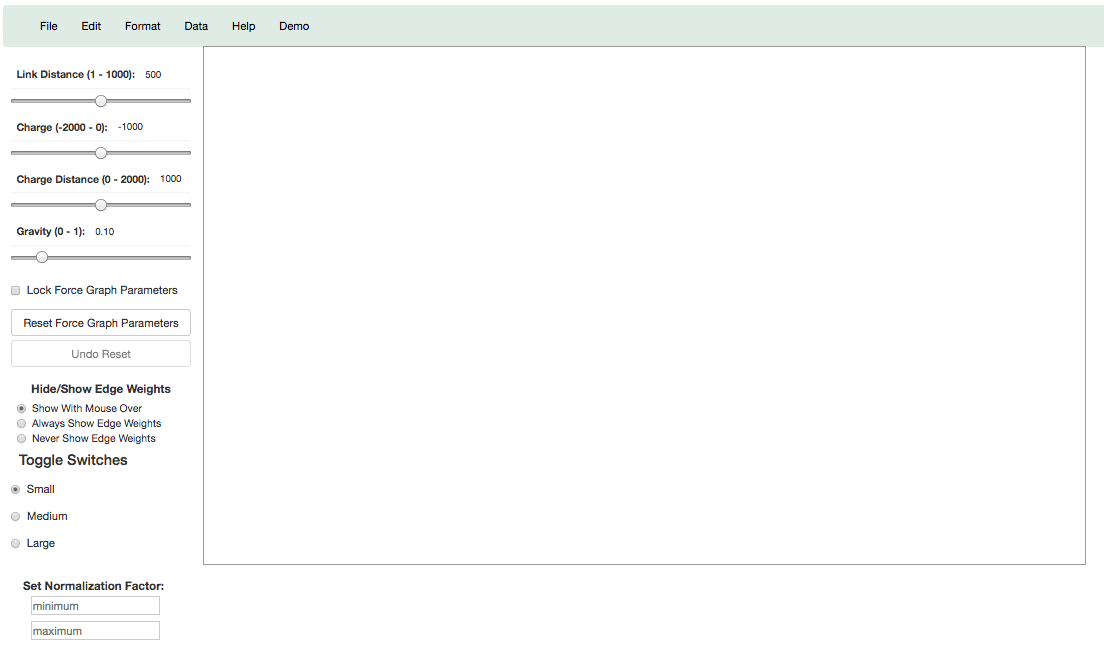 File Edit Format Data Help Demo
Link Distance (1 - 1000): 500
Charge (-2000 - 0): -1000
Charge Distance (0 - 2000): 1000
Gravity (0 - 1): 0.10
Lock Force Graph Parameters
Reset Force Graph Parameters
Undo Reset
Hide/Show Edge Weights
Show With Mouse Over
Always Show Edge Weights
Never Show Edge Weights
Toggle Switches
Small
Medium
Large
Set Normalization Factor:
minimum
maximum